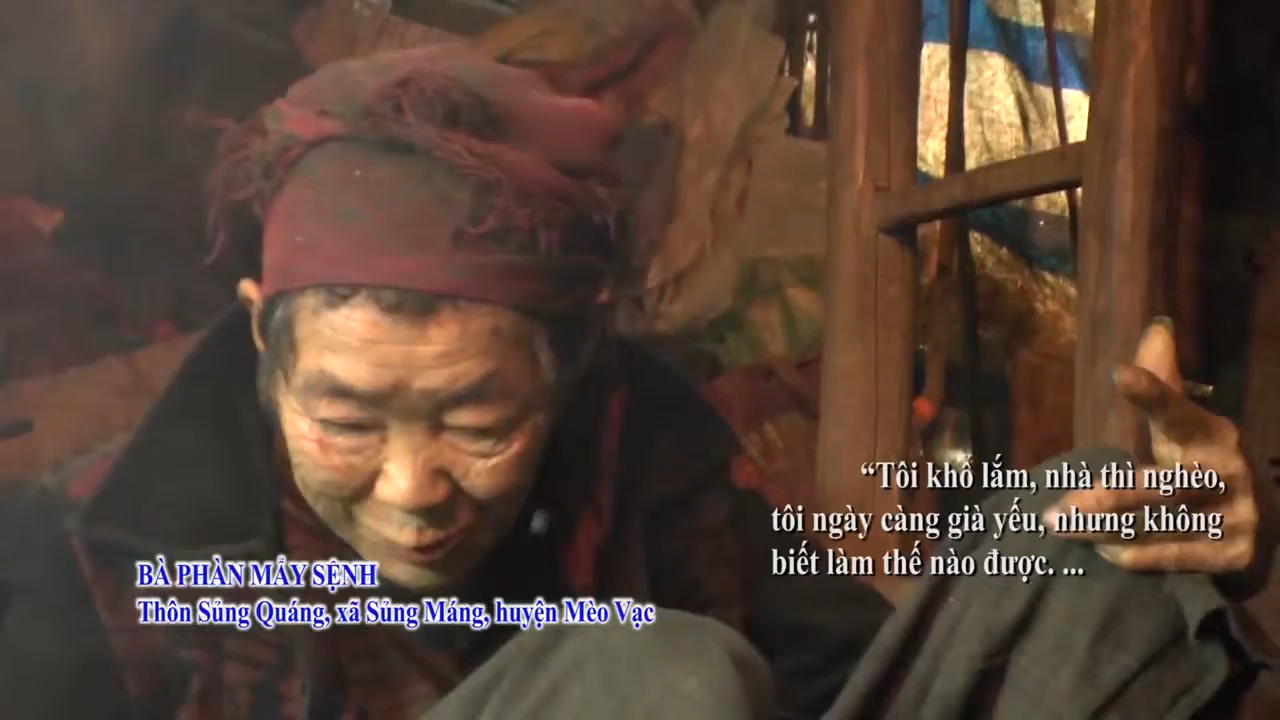 “Tôi khổ lắm, nhà thì nghèo,
tôi ngày càng già yếu, nhưng không
biết làm thế nào được. ...
BÀ PHÀN MẨY SỆNH
Thôn Sủng Quáng, xã Sủng Máng, huyện Mèo Vạc